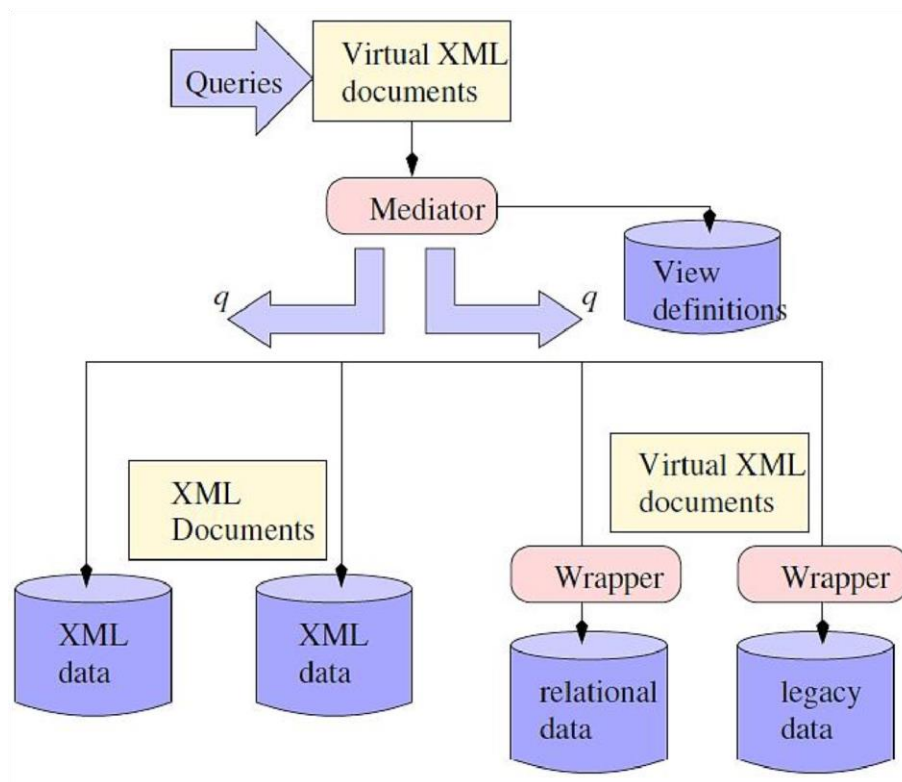 Queries
Virtual XML
documents
Mediator
View
definitions
q
q
XML
Documents
Virtual XML
documents
Wrapper
Wrapper
XML
data
XML
data
relational
data
legacy
data